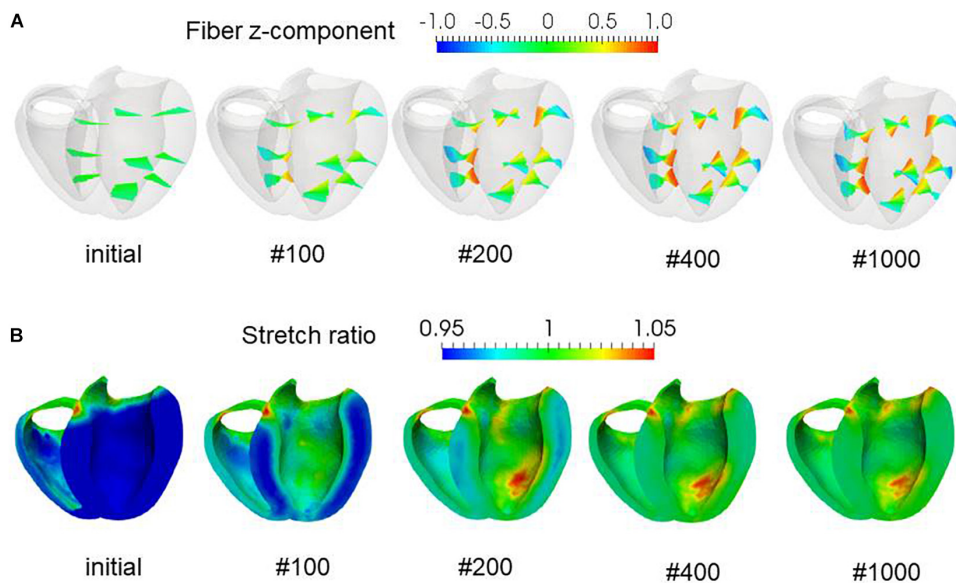 A
Fiber z-component
-1.0 -0.5 0 0.5 1.0
initial #100 #200 #400 #1000
B
Stretch ratio
0.95 1 1.05
initial #100 #200 #400 #1000